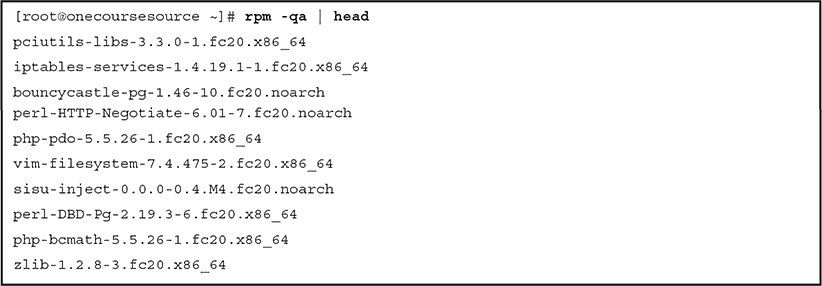 [root@onecoursesource ~]# rpm -qa | head
pciutils-libs-3.3.0-1.fc20.x86_64
iptables-services-1.4.19.1-1.fc20.x86_64
bouncycastle-pg-1.46-10.fc20.noarch
perl-HTTP-Negotiate-6.01-7.fc20.noarch
php-pdo-5.5.26-1.fc20.x86_64
vim-filesystem-7.4.475-2.fc20.x86_64
sisu-inject-0.0.0-0.4.M4.fc20.noarch
perl-DBD-Pg-2.19.3-6.fc20.x86_64
php-bcmath-5.5.26-1.fc20.x86_64
zlib-1.2.8-3.fc20.x86_64